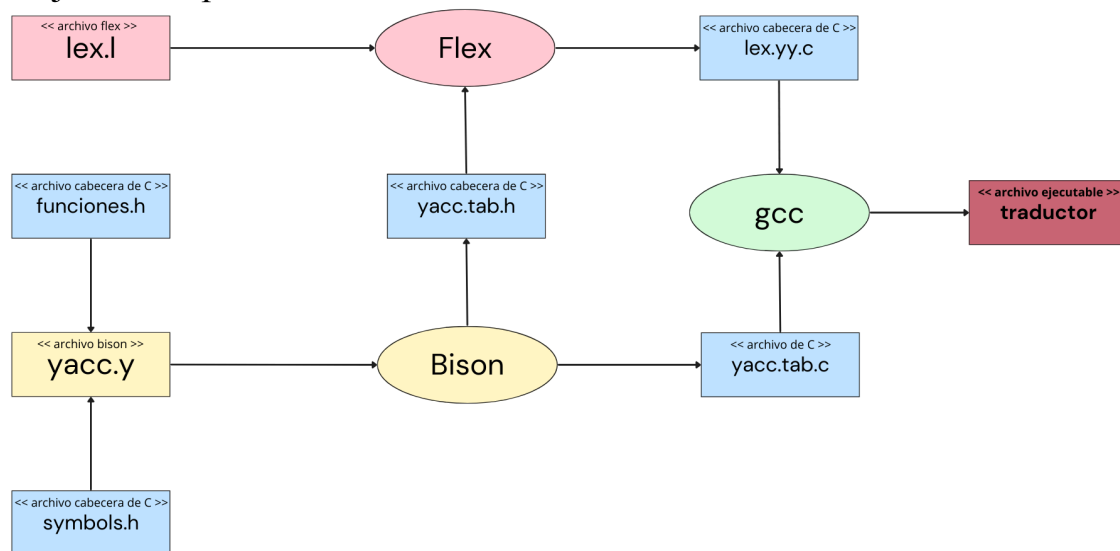 << archivo flex >>
lex.l
Flex
<< archivo cabecera de C >>
lex.yy.c
<< archivo cabecera de C >>
funciones.h
<< archivo cabecera de C >>
yacc.tab.h
gcc
<< archivo ejecutable >>
traductor
<< archivo bison >>
yacc.y
Bison
<< archivo de C >>
yacc.tab.c
<< archivo cabecera de C >>
symbols.h